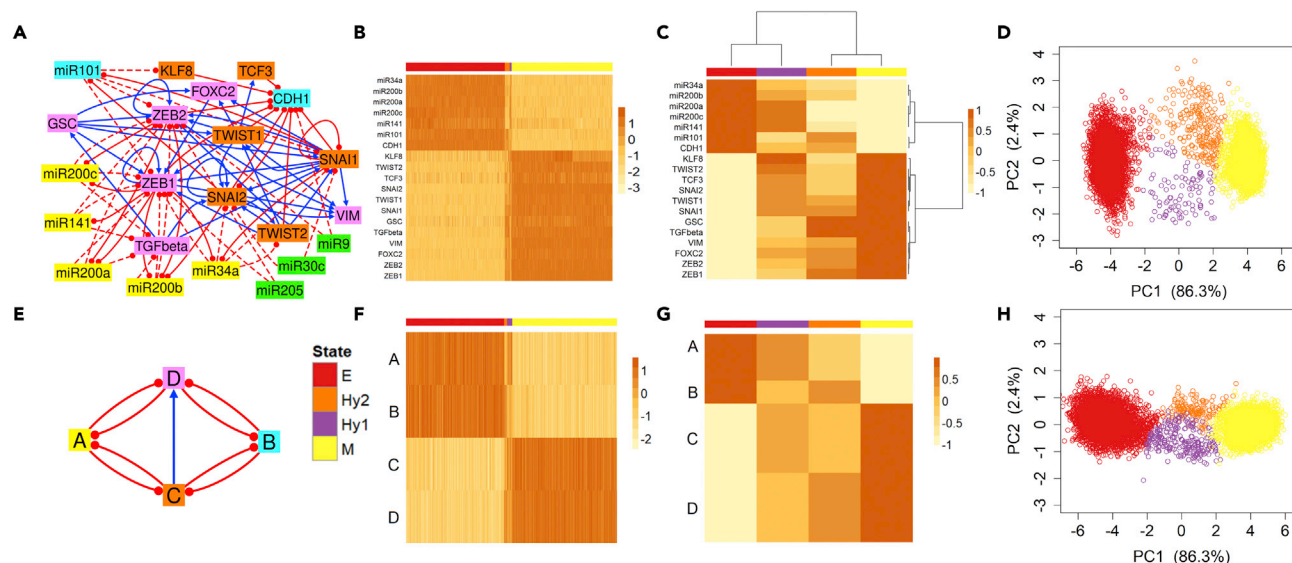 A
miR101
KLF8
TCF3
FOXC2
CDH1
GSC
ZEB2
TWIST1
SNAI1
miR200c
ZEB1
SNAI2
VIM
miR141
TGFbeta
TWIST2
miR9
miR200a
miR34a
miR30c
miR200b
miR205
B
miR34a
miR200b
miR200a
miR200c
miR141
miR101
CDH1
KLF8
TWIST2
TCF3
SNAI2
TWIST1
SNAI1
GSC
TGFbeta
VIM
FOXC2
ZEB2
ZEB1
1
0
-1
-2
-3
C
miR34a
miR200b
miR200a
miR200c
miR141
miR101
CDH1
KLF8
TWIST2
TCF3
SNAI2
TWIST1
SNAI1
GSC
TGFbeta
VIM
FOXC2
ZEB2
ZEB1
1
0.5
0
-0.5
-1
D
PC2 (2.4%)
4
3
2
1
0
-1
-2
-3
-6 -4 -2 0 2 4 6
PC1 (86.3%)
E
D
A
B
C
State
E
Hy2
Hy1
M
F
A
B
C
D
1
0
-1
-2
G
A
B
C
D
0.5
0
-0.5
H
PC2 (2.4%)
4
3
2
1
0
-1
-2
-3
-6 -4 -2 0 2 4 6
PC1 (86.3%)